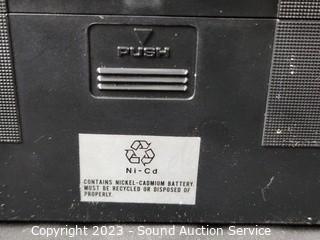 PUSH
Ni-Cd
CONTAINS NICKEL-CADMIUM BATTERY.
MUST BE RECYCLED OR DISPOSED OF
PROPERLY.
Copyright 2023 - Sound Auction Service